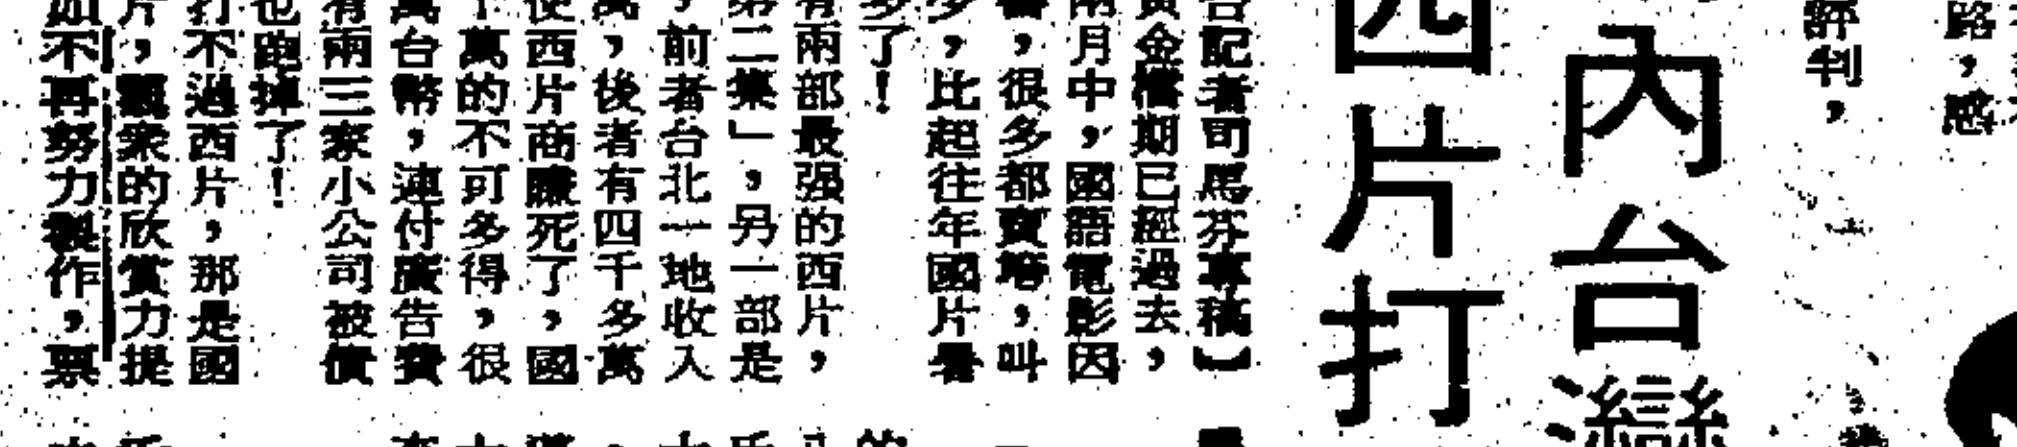 路，感
評判，
內台灣
西片打
台記者司馬芬專稿】
黃金檔期已經過去，
兩月中，國語電影因
，很多都賣埠，叫
多，比起往年國片暑
多了！
有兩部最强的西片，
第二集」，另一部是
，前者台北一地收入
萬，後者有四千多萬
使西片商賺死了，國
十萬的不可多得，很
萬台幣，連付廣告費
有兩三家小公司被債
也跑掉了！
打不過西片，那是國
片，觀衆的欣賞力提
如不再努力製作，票